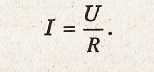 I = U/R.